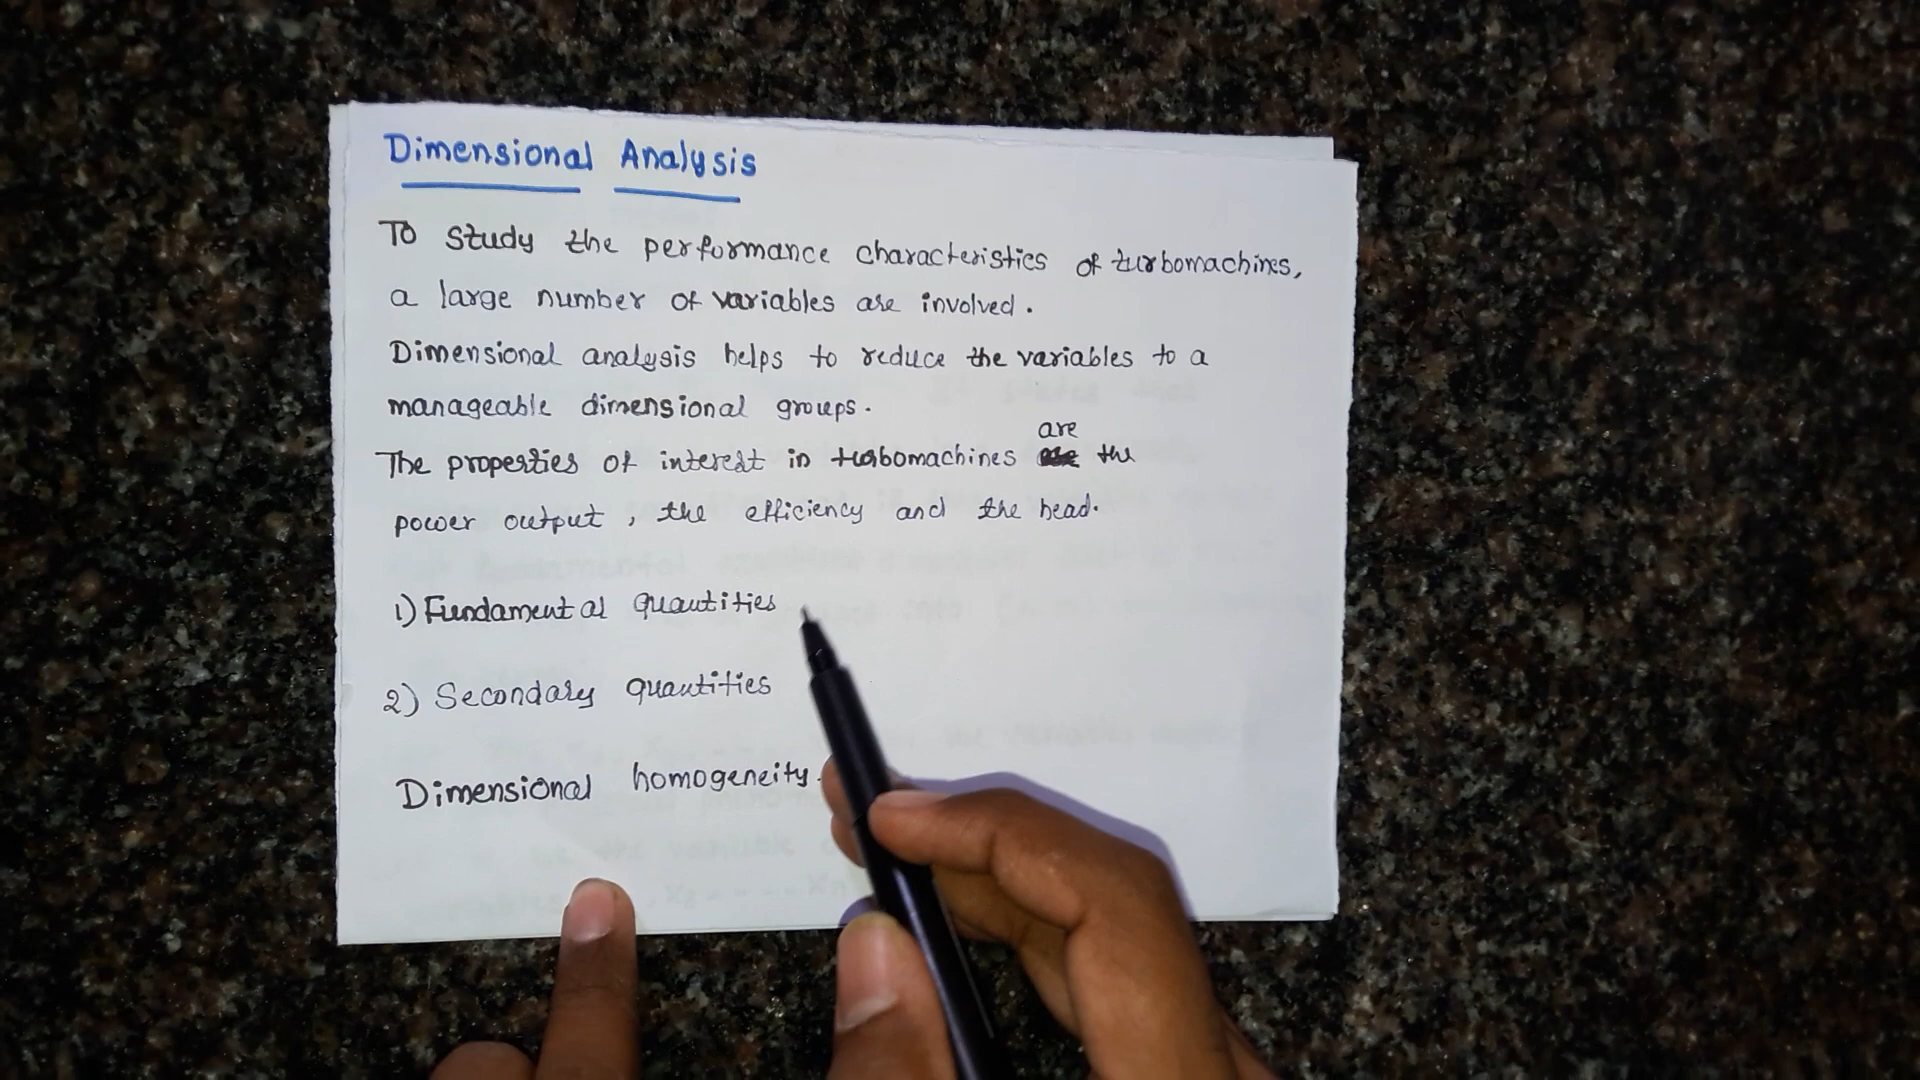 Dimensional Analysis
To study the performance characteristics of turbomachines,
a large number of variables are involved.
Dimensional analysis helps to reduce the variables to a
manageable dimensional groups.
The properties of interest in turbomachines are the
power output, the efficiency and the head.
1) Fundamental quantities
2) Secondary quantities
Dimensional homogeneity.